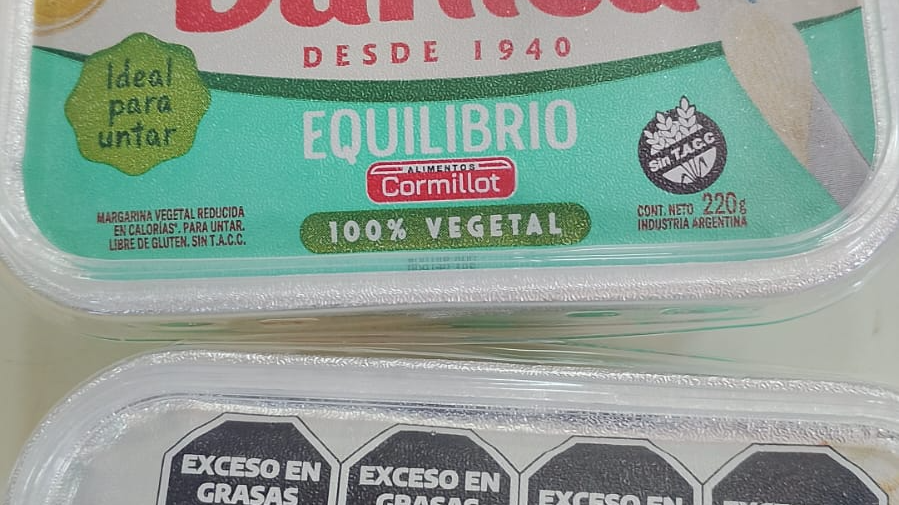 DESDE 1940
Ideal
para
untar
EQUILIBRIO
ALIMENTOS
Cormillot
Sin T.A.C.C
MARGARINA VEGETAL REDUCIDA
EN CALORÍAS*. PARA UNTAR.
LIBRE DE GLUTEN. SIN T.A.C.C.
100% VEGETAL
CONT. NETO 220g
INDUSTRIA ARGENTINA
EXCESO EN
GRASAS
EXCESO EN
GRASAS
EXCESO EN